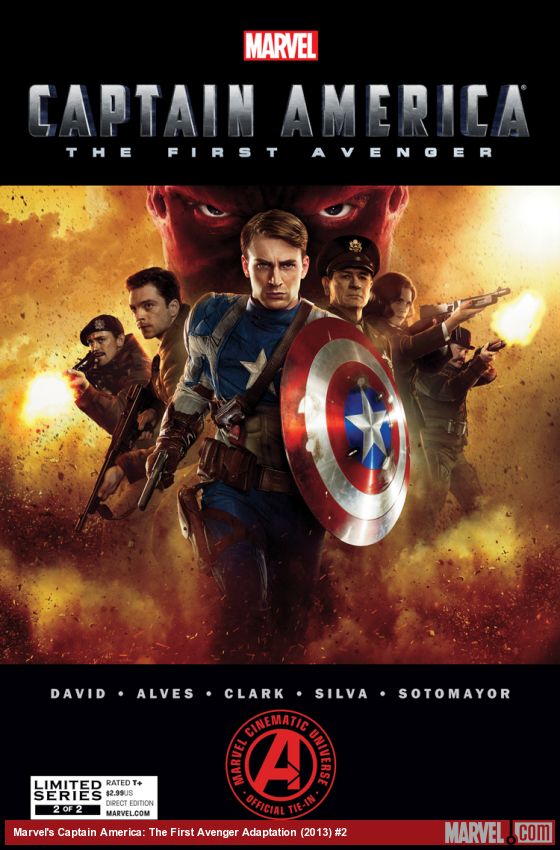 MARVEL
CAPTAIN AMERICA®
THE FIRST AVENGER
DAVID • ALVES • CLARK • SILVA • SOTOMAYOR
MARVEL CINEMATIC UNIVERSE
A
• OFFICIAL TIE-IN •
LIMITED
SERIES
2 OF 2
RATED T+
$2.99US
DIRECT EDITION
MARVEL.COM
Marvel's Captain America: The First Avenger Adaptation (2013) #2
MARVEL.COM